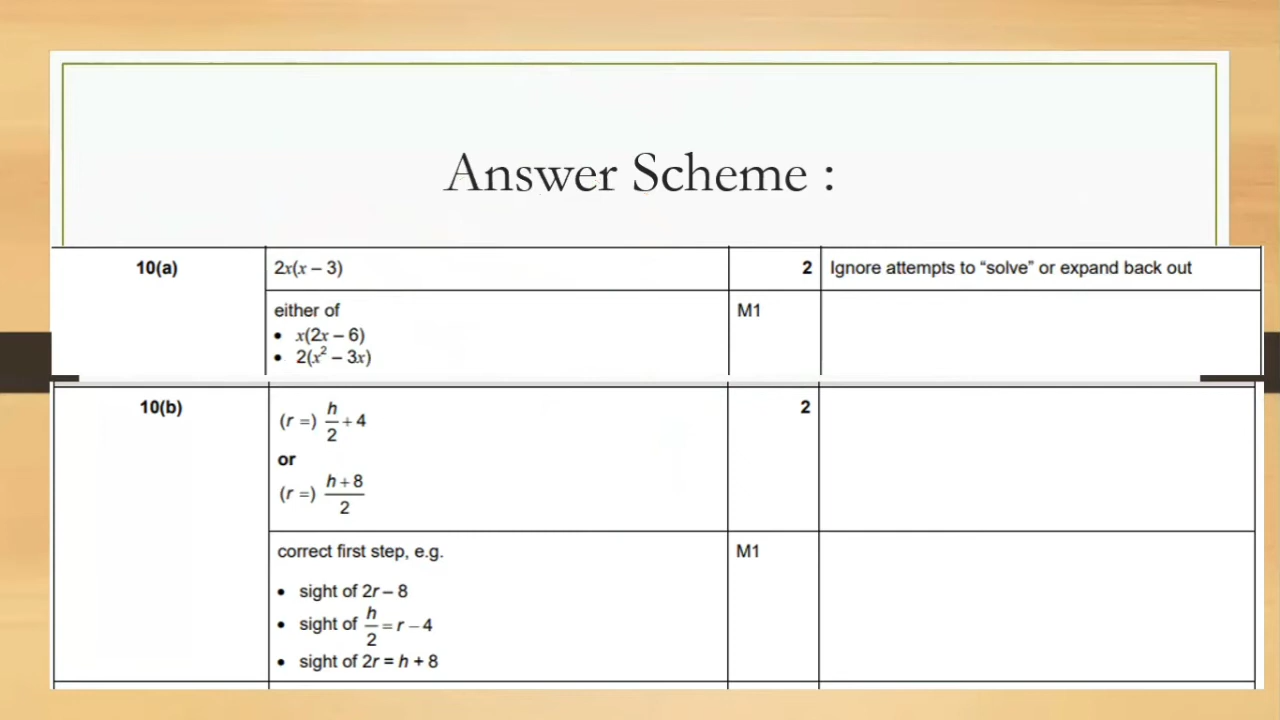 Answer Scheme :
10(a) 2x(x – 3) 2 Ignore attempts to “solve” or expand back out
either of M1
• x(2x – 6)
• 2(x² – 3x)
10(b) (r =) h/2 + 4 2
or
(r =) (h + 8)/2
correct first step, e.g. M1
• sight of 2r – 8
• sight of h/2 = r – 4
• sight of 2r = h + 8